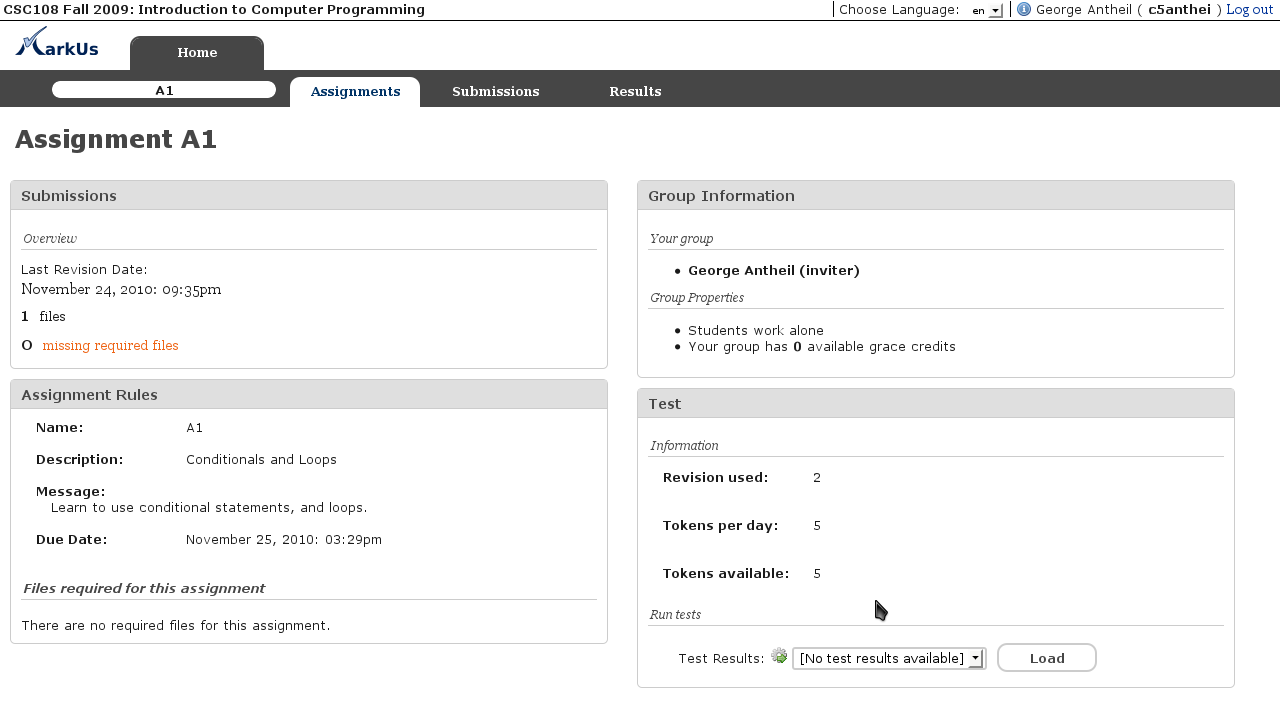 CSC108 Fall 2009: Introduction to Computer Programming
Choose Language: en
George Antheil ( c5anthei ) Log out
MarkUs
Home
A1
Assignments
Submissions
Results
Assignment A1
Submissions
Overview
Last Revision Date:
November 24, 2010: 09:35pm
1 files
0 missing required files
Assignment Rules
Name: A1
Description: Conditionals and Loops
Message:
Learn to use conditional statements, and loops.
Due Date: November 25, 2010: 03:29pm
Files required for this assignment
There are no required files for this assignment.
Group Information
Your group
• George Antheil (inviter)
Group Properties
• Students work alone
• Your group has 0 available grace credits
Test
Information
Revision used: 2
Tokens per day: 5
Tokens available: 5
Run tests
Test Results: [No test results available] Load